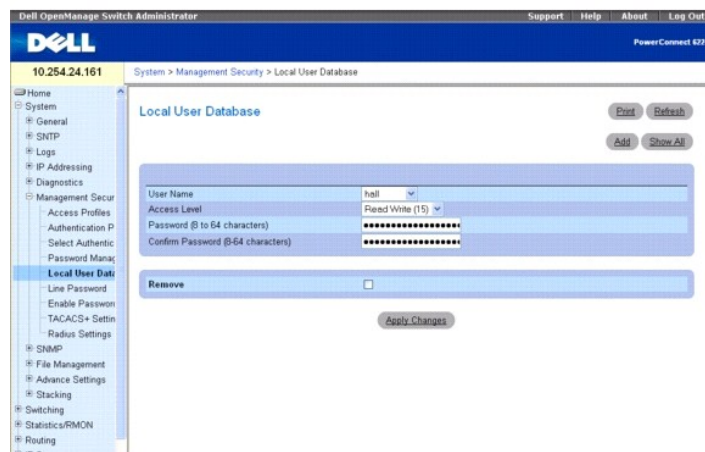 Dell OpenManage Switch Administrator
Support Help About Log Out
DELL
PowerConnect 622
10.254.24.161
System > Management Security > Local User Database
Home
System
General
SNTP
Logs
IP Addressing
Diagnostics
Management Secur
Access Profiles
Authentication P
Select Authentic
Password Manag
Local User Data
Line Password
Enable Passwor
TACACS+ Settin
Radius Settings
SNMP
File Management
Advance Settings
Stacking
Switching
Statistics/RMON
Routing
Local User Database
Print Refresh
Add Show All
User Name hall
Access Level Read Write (15)
Password (8 to 64 characters)
Confirm Password (8-64 characters)
Remove
Apply Changes